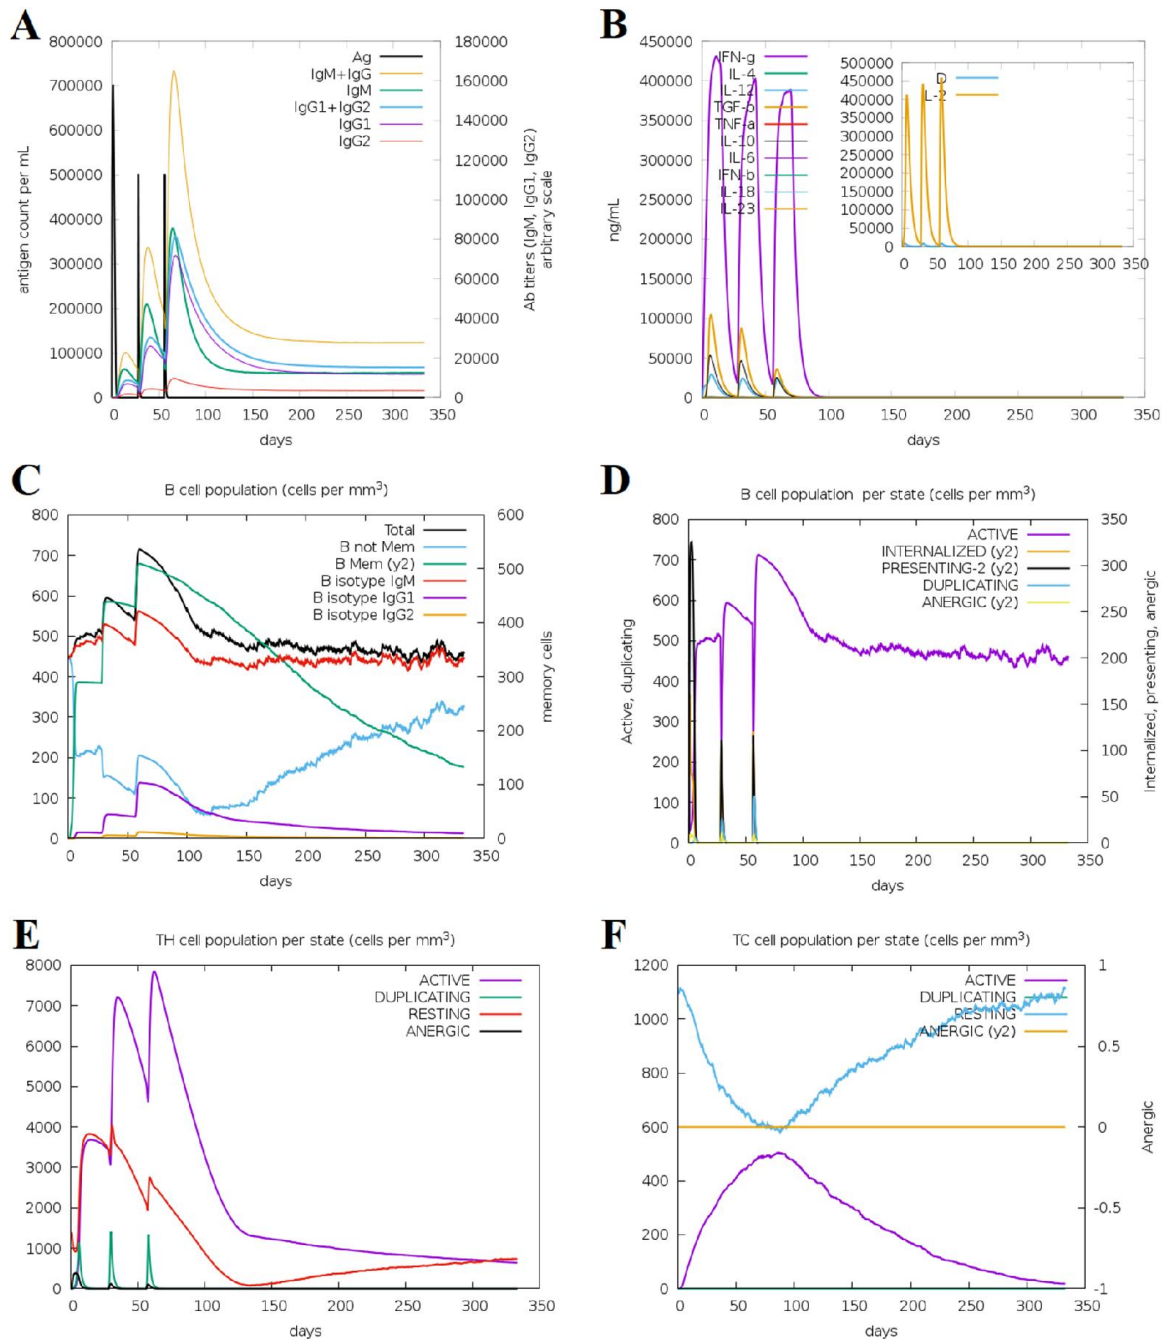 A
800000
700000
600000
500000
400000
300000
200000
100000
0
180000
160000
140000
120000
100000
80000
60000
40000
20000
0
Ag
IgM+IgG
IgM
IgG1+IgG2
IgG1
IgG2
antigen count per mL
Ab titers (IgM, IgG1, IgG2)
arbitrary scale
0 50 100 150 200 250 300 350
days
B
450000
400000
350000
300000
250000
200000
150000
100000
50000
0
IFN-g
IL-4
IL-12
TGF-b
TNF-a
IL-10
IL-6
IFN-b
IL-18
IL-23
ng/mL
0 50 100 150 200 250 300 350
days
500000
450000
400000
350000
300000
250000
200000
150000
100000
50000
0
D
IL-2
0 50 100 150 200 250 300 350
C
B cell population (cells per mm³)
800
700
600
500
400
300
200
100
0
600
500
400
300
200
100
0
Total
B not Mem
B Mem (y2)
B isotype IgM
B isotype IgG1
B isotype IgG2
memory cells
0 50 100 150 200 250 300 350
days
D
B cell population per state (cells per mm³)
800
700
600
500
400
300
200
100
0
350
300
250
200
150
100
50
0
ACTIVE
INTERNALIZED (y2)
PRESENTING-2 (y2)
DUPLICATING
ANERGIC (y2)
Active, duplicating
Internalized, presenting, anergic
0 50 100 150 200 250 300 350
days
E
TH cell population per state (cells per mm³)
8000
7000
6000
5000
4000
3000
2000
1000
0
ACTIVE
DUPLICATING
RESTING
ANERGIC
0 50 100 150 200 250 300 350
days
F
TC cell population per state (cells per mm³)
1200
1000
800
600
400
200
0
1
0.5
0
-0.5
-1
ACTIVE
DUPLICATING
RESTING
ANERGIC (y2)
Anergic
0 50 100 150 200 250 300 350
days